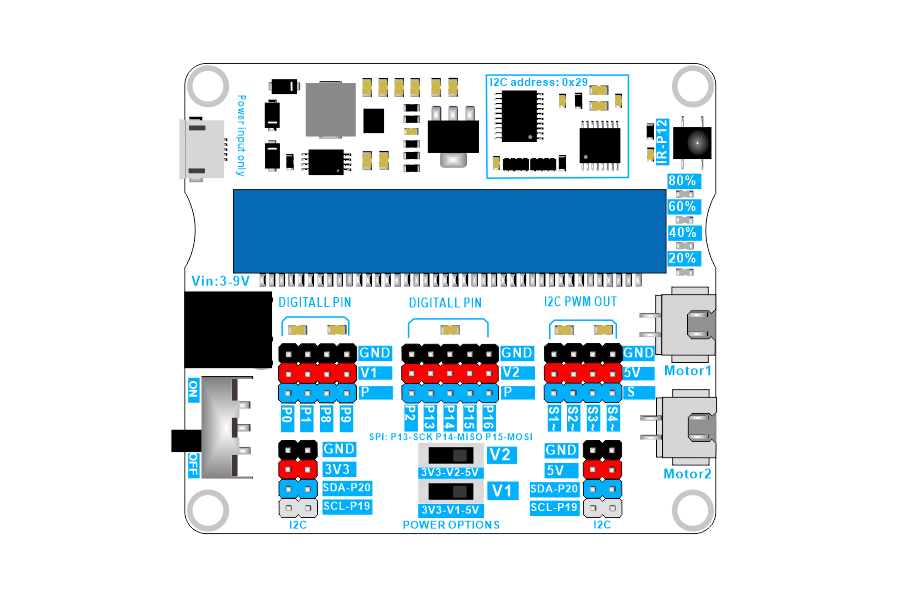 I2C address: 0x29
Power input only
IR-P12
80%
60%
40%
20%
Vin:3-9V
DIGITALL PIN
DIGITALL PIN
I2C PWM OUT
GND
V1
P
P0
P1
P8
P9
GND
V2
P
P2
P13
P14
P15
P16
GND
5V
S
S1~
S2~
S3~
S4~
Motor1
Motor2
ON
OFF
SPI: P13-SCK P14-MISO P15-MOSI
GND
3V3
SDA-P20
SCL-P19
I2C
V2
3V3-V2-5V
V1
3V3-V1-5V
POWER OPTIONS
GND
5V
SDA-P20
SCL-P19
I2C